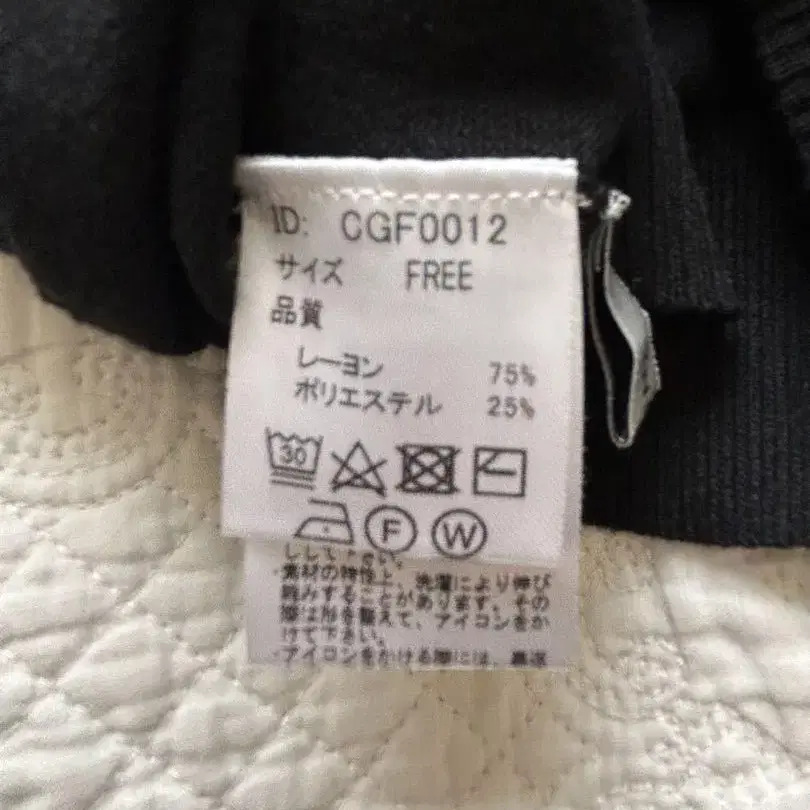 ID: CGF0012
サイズ FREE
品質
レーヨン 75%
ポリエステル 25%
30
F W
・素材の特性上、洗濯により伸び
縮みすることがあります。その
際は形を整えて、アイロンをか
けて下さい。
・アイロンをかける際には、裏返